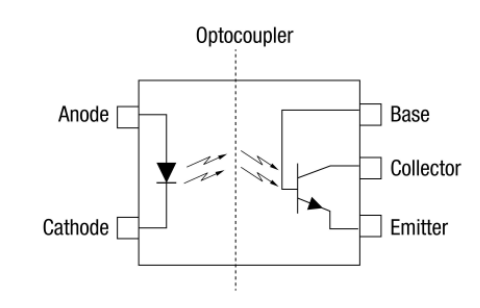 Optocoupler
Anode
Base
Collector
Cathode
Emitter